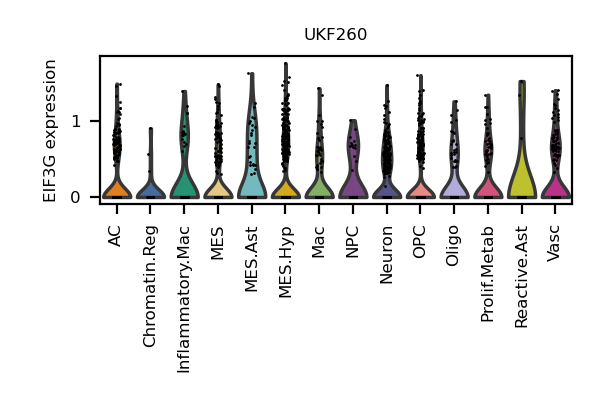 UKF260
EIF3G expression
1
0
AC
Chromatin.Reg
Inflammatory.Mac
MES
MES.Ast
MES.Hyp
Mac
NPC
Neuron
OPC
Oligo
Prolif.Metab
Reactive.Ast
Vasc